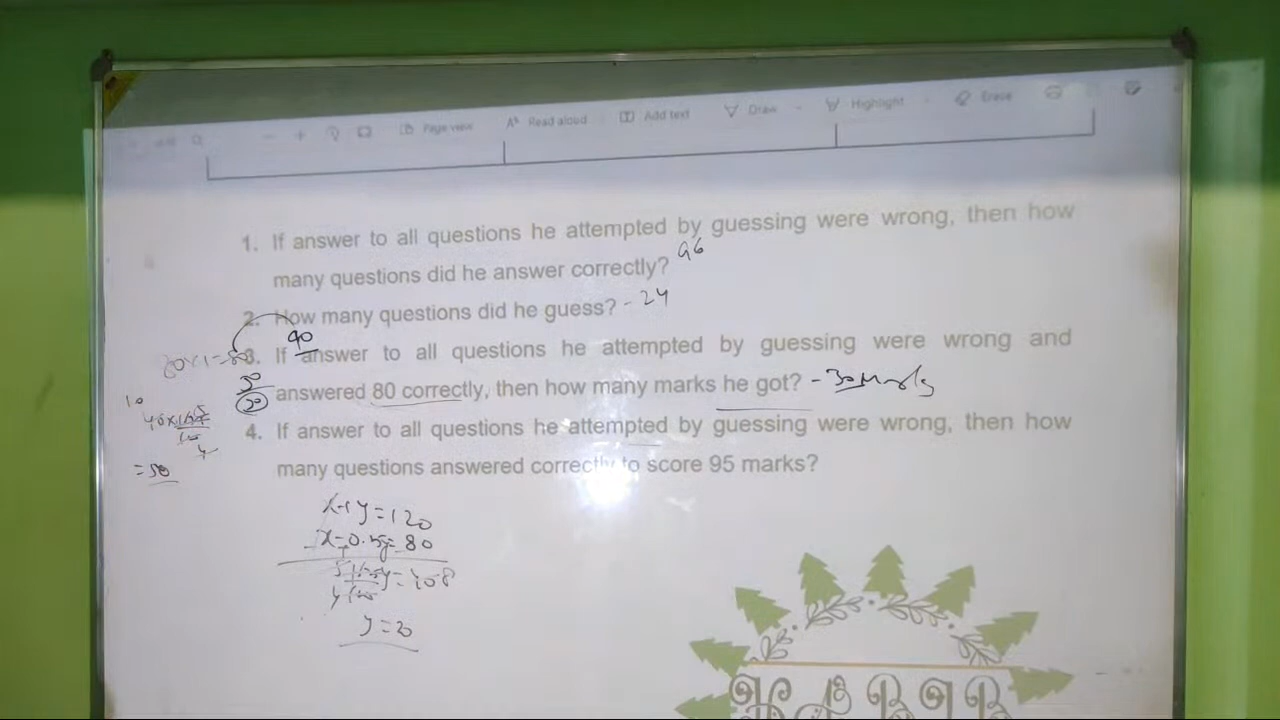 Page view Read aloud Add text Draw Highlight Erase
1. If answer to all questions he attempted by guessing were wrong, then how
many questions did he answer correctly? 96
2. How many questions did he guess? - 24
40
3. If answer to all questions he attempted by guessing were wrong and
answered 80 correctly, then how many marks he got? - 30 Marks
4. If answer to all questions he attempted by guessing were wrong, then how
many questions answered correctly to score 95 marks?
= 50
x+y=120